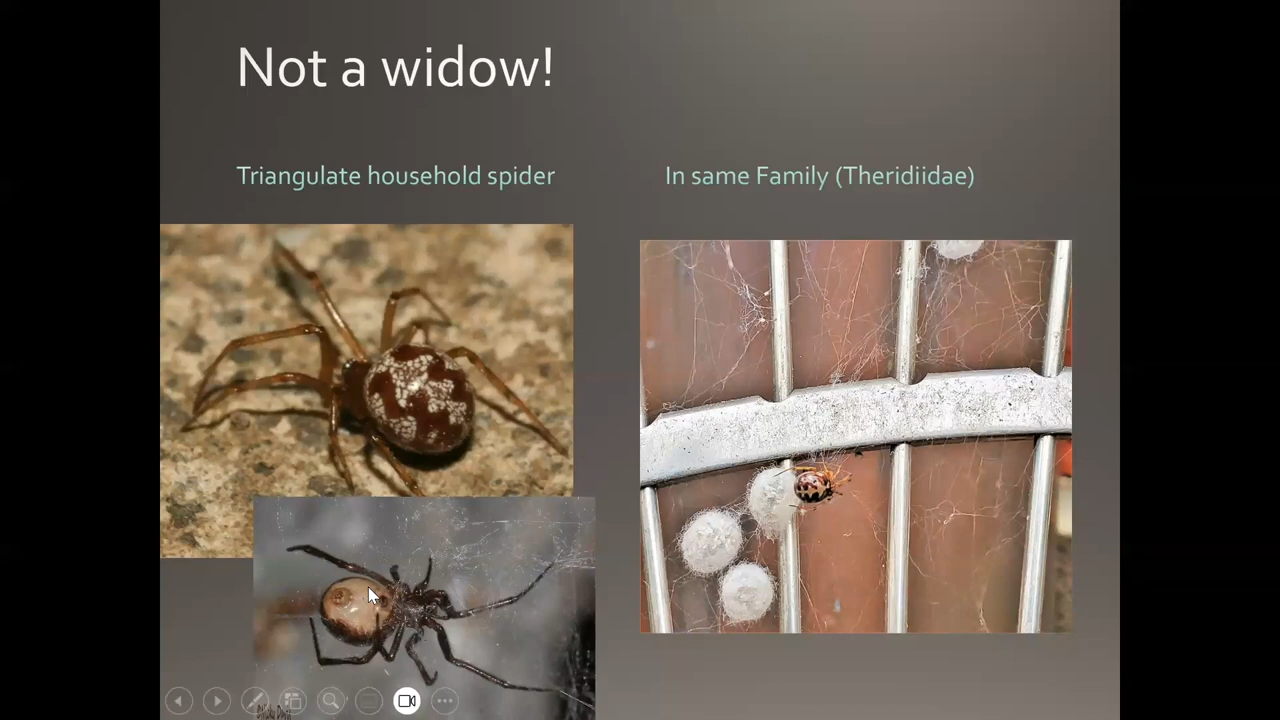 Not a widow!
Triangulate household spider
In same Family (Theridiidae)